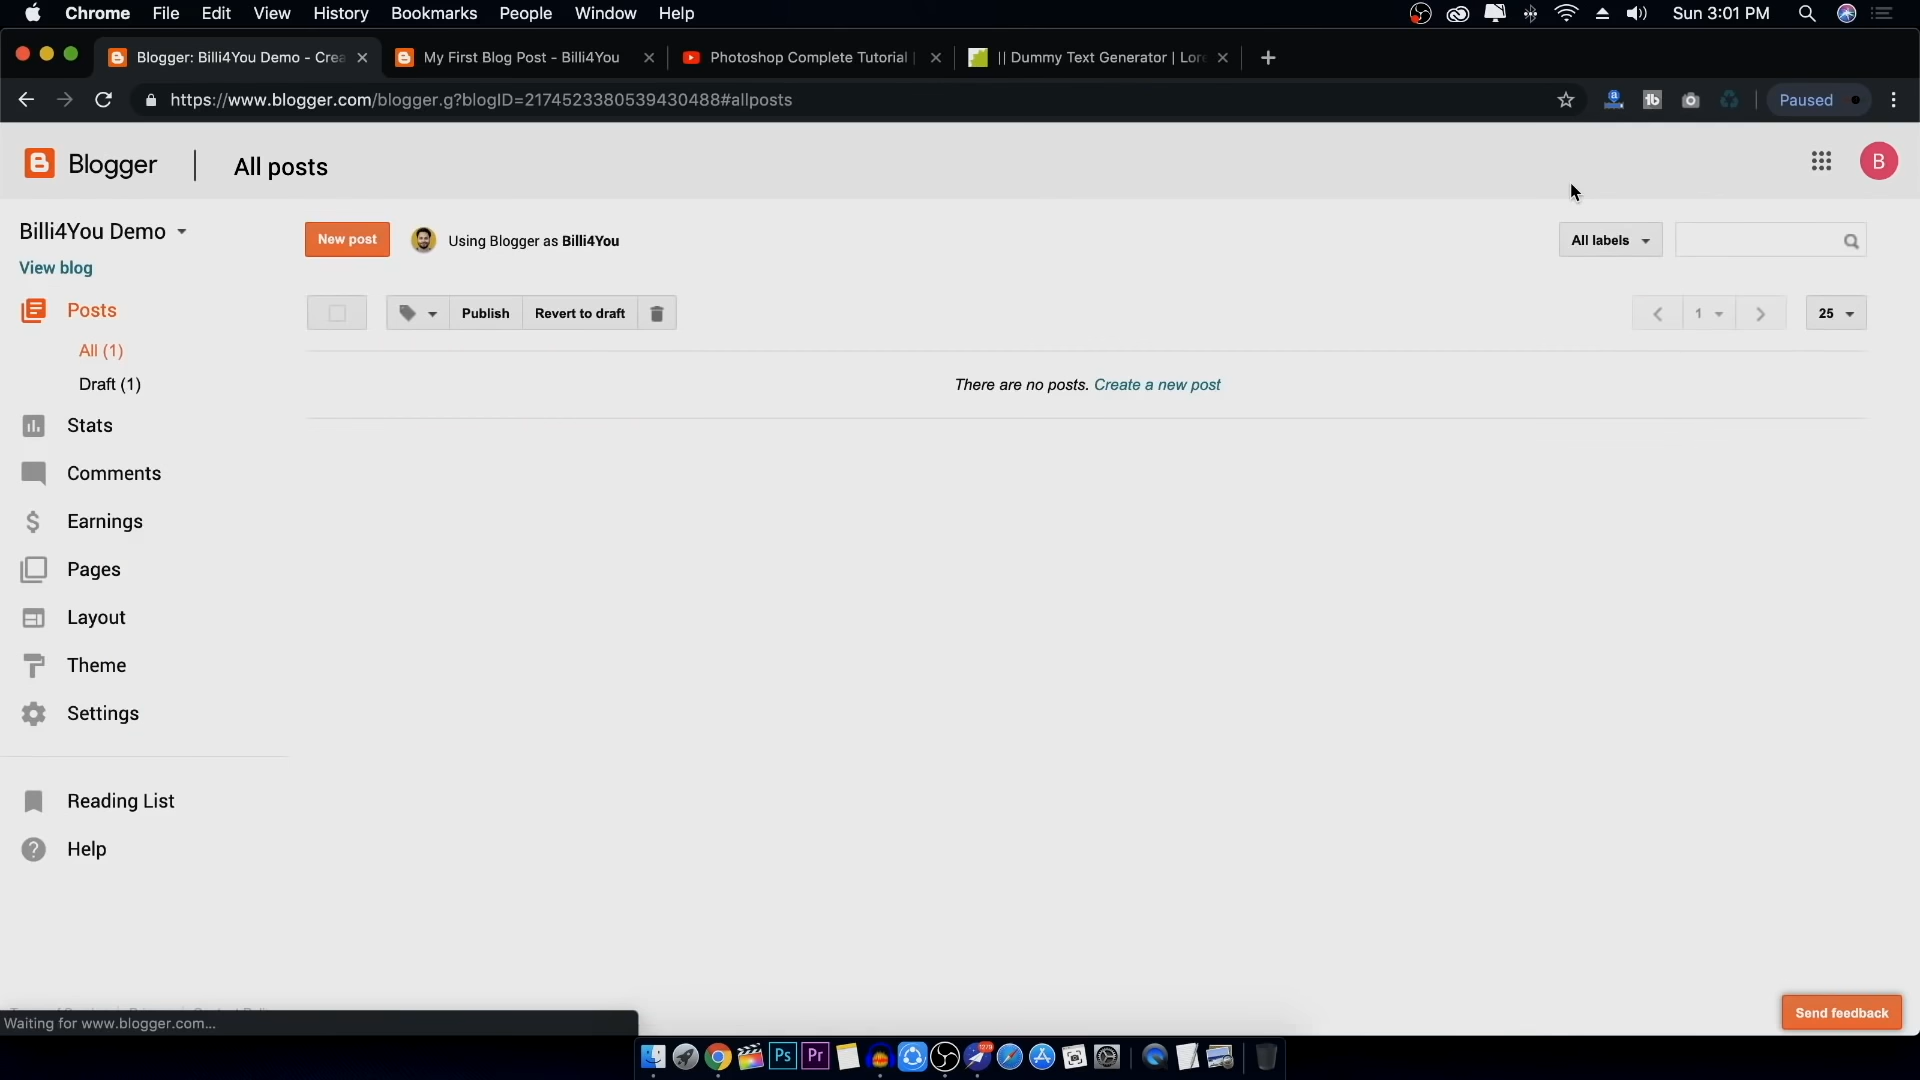 Chrome File Edit View History Bookmarks People Window Help Sun 3:01 PM
Blogger: Billi4You Demo - Crea My First Blog Post - Billi4You Photoshop Complete Tutorial | || Dummy Text Generator | Lore
https://www.blogger.com/blogger.g?blogID=2174523380539430488#allposts Paused
Blogger All posts B
Billi4You Demo New post Using Blogger as Billi4You All labels
View blog
Posts Publish Revert to draft 1 25
All (1)
Draft (1) There are no posts. Create a new post
Stats
Comments
Earnings
Pages
Layout
Theme
Settings
Reading List
Help
Send feedback
Waiting for www.blogger.com...
Ps Pr